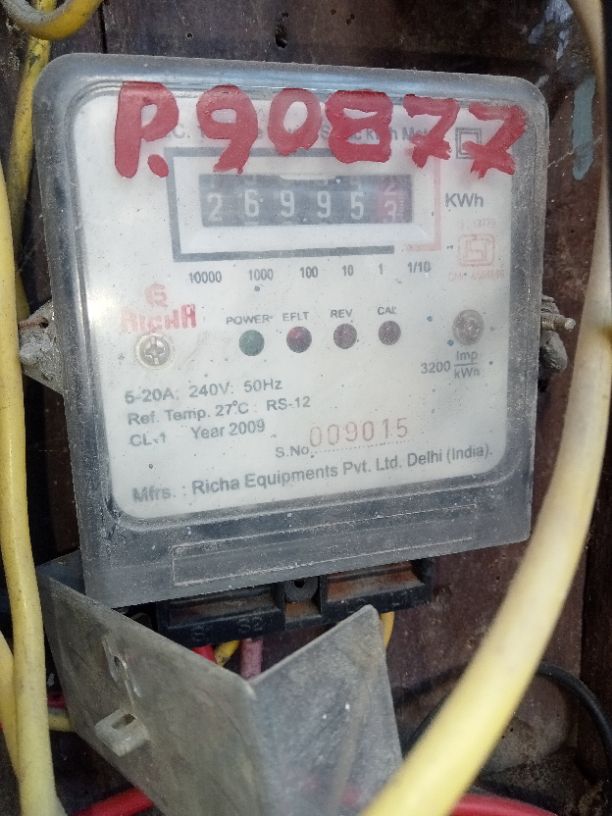 P.90877
KWh
269953
10000 1000 100 10 1 1/10
RICHA
POWER EFLT REV CAL
3200 Imp/kWh
5-20A; 240V; 50Hz
Ref. Temp. 27°C RS-12
CL.1 Year 2009
S.No. 009015
Mfrs. : Richa Equipments Pvt. Ltd. Delhi (India).
S S2